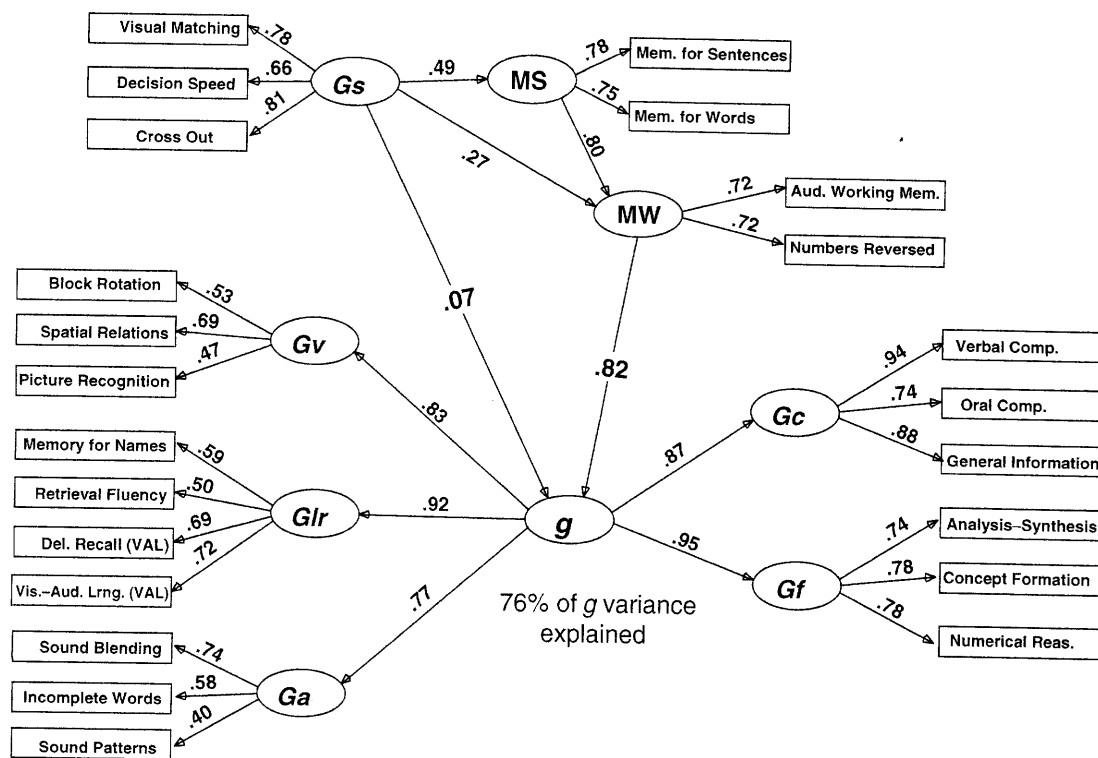 Visual Matching
.78
Decision Speed
.66
Cross Out
.81
Gs
.49
MS
.78
Mem. for Sentences
.75
Mem. for Words
.80
.27
MW
.72
Aud. Working Mem.
.72
Numbers Reversed
.07
.82
Block Rotation
.53
Spatial Relations
.69
Picture Recognition
.47
Gv
.83
Memory for Names
.59
Retrieval Fluency
.50
Del. Recall (VAL)
.69
Vis.–Aud. Lrng. (VAL)
.72
Glr
.92
g
.87
Gc
.94
Verbal Comp.
.74
Oral Comp.
.88
General Information
.95
Gf
.74
Analysis–Synthesis
.78
Concept Formation
.78
Numerical Reas.
76% of g variance
explained
.77
Sound Blending
.74
Incomplete Words
.58
Sound Patterns
.40
Ga